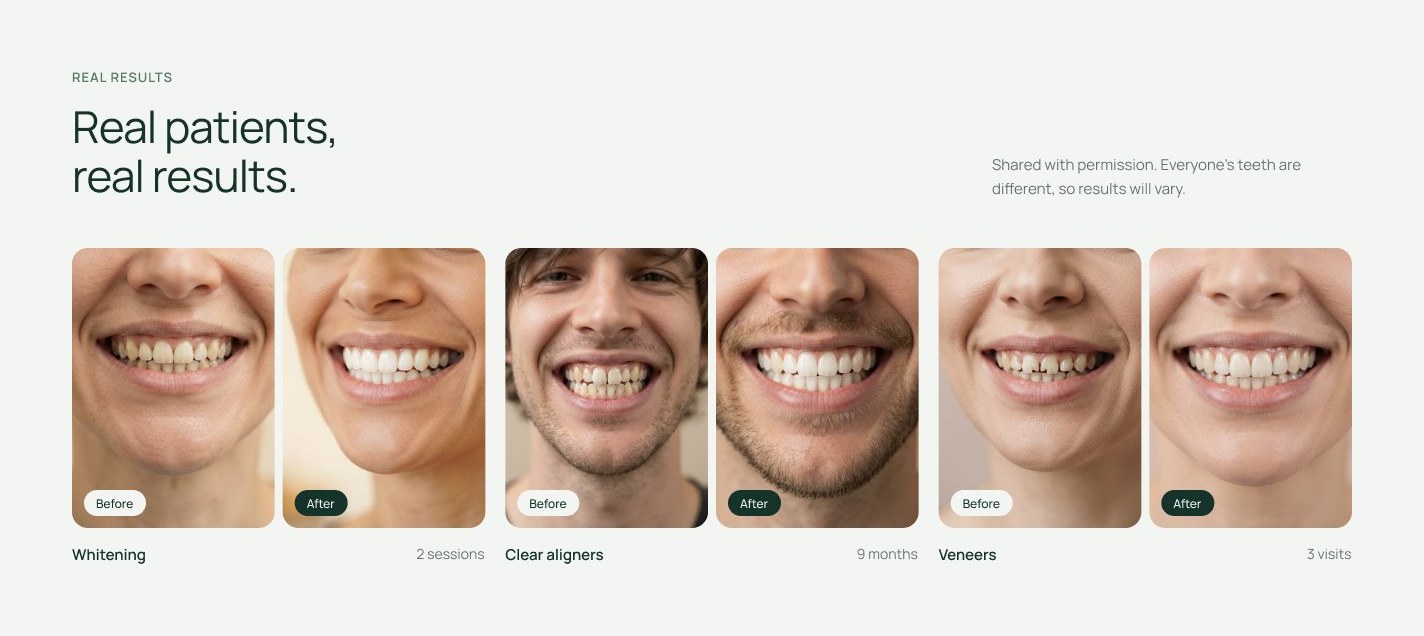 REAL RESULTS
Real patients,
real results.
Shared with permission. Everyone's teeth are
different, so results will vary.
Before
After
Before
After
Before
After
Whitening
2 sessions
Clear aligners
9 months
Veneers
3 visits